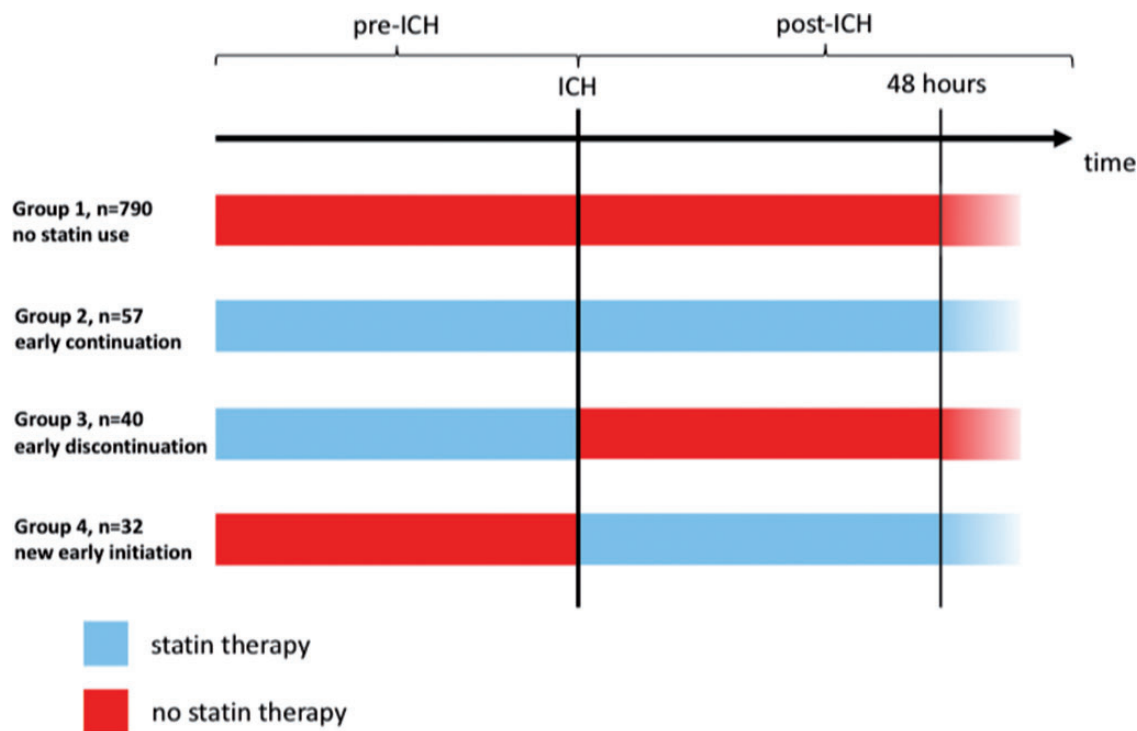 pre-ICH
post-ICH
ICH
48 hours
time
Group 1, n=790
no statin use
Group 2, n=57
early continuation
Group 3, n=40
early discontinuation
Group 4, n=32
new early initiation
statin therapy
no statin therapy